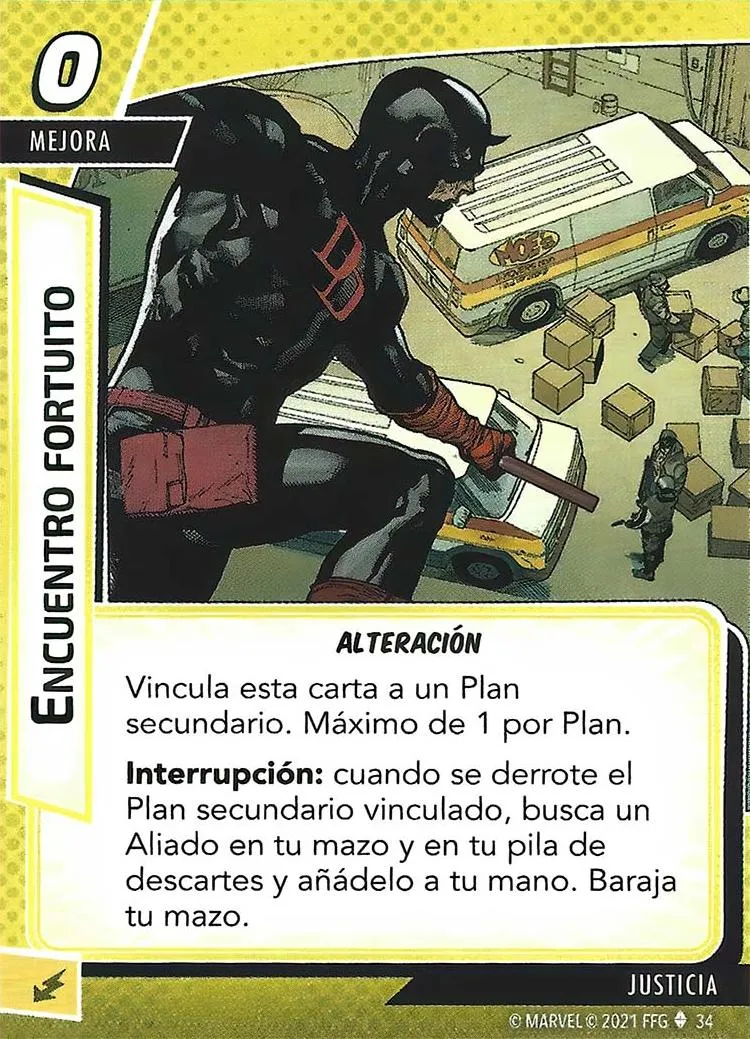 0
MEJORA
MOE'S
ENCUENTRO FORTUITO
ALTERACIÓN
Vincula esta carta a un Plan
secundario. Máximo de 1 por Plan.
Interrupción: cuando se derrote el
Plan secundario vinculado, busca un
Aliado en tu mazo y en tu pila de
descartes y añádelo a tu mano. Baraja
tu mazo.
JUSTICIA
© MARVEL © 2021 FFG 34